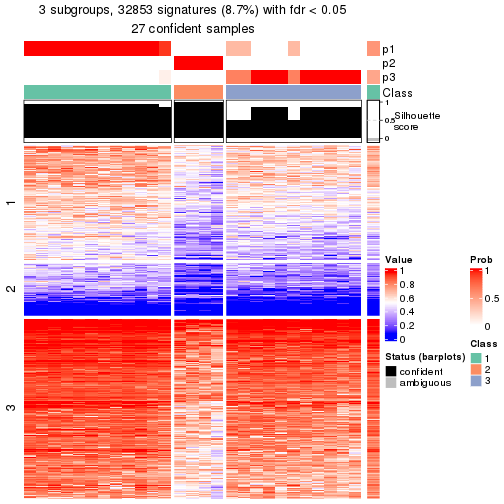 3 subgroups, 32853 signatures (8.7%) with fdr < 0.05
27 confident samples
p1
p2
p3
Class
1
0.5
0
Silhouette
score
1
2
3
Value
1
0.8
0.6
0.4
0.2
0
Prob
1
0.5
0
Status (barplots)
confident
ambiguous
Class
1
2
3